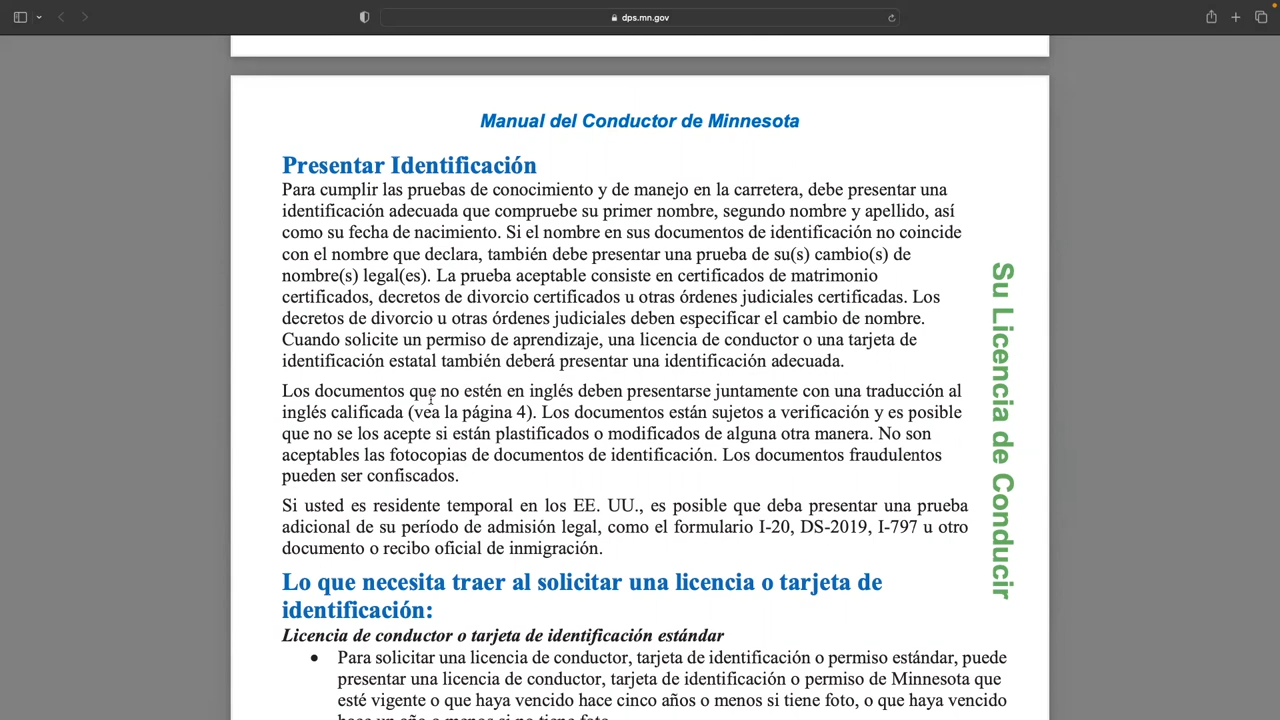 dps.mn.gov
Manual del Conductor de Minnesota
Presentar Identificación
Para cumplir las pruebas de conocimiento y de manejo en la carretera, debe presentar una
identificación adecuada que compruebe su primer nombre, segundo nombre y apellido, así
como su fecha de nacimiento. Si el nombre en sus documentos de identificación no coincide
con el nombre que declara, también debe presentar una prueba de su(s) cambio(s) de
nombre(s) legal(es). La prueba aceptable consiste en certificados de matrimonio
certificados, decretos de divorcio certificados u otras órdenes judiciales certificadas. Los
decretos de divorcio u otras órdenes judiciales deben especificar el cambio de nombre.
Cuando solicite un permiso de aprendizaje, una licencia de conductor o una tarjeta de
identificación estatal también deberá presentar una identificación adecuada.
Los documentos que no estén en inglés deben presentarse juntamente con una traducción al
inglés calificada (vea la página 4). Los documentos están sujetos a verificación y es posible
que no se los acepte si están plastificados o modificados de alguna otra manera. No son
aceptables las fotocopias de documentos de identificación. Los documentos fraudulentos
pueden ser confiscados.
Si usted es residente temporal en los EE. UU., es posible que deba presentar una prueba
adicional de su período de admisión legal, como el formulario I-20, DS-2019, I-797 u otro
documento o recibo oficial de inmigración.
Lo que necesita traer al solicitar una licencia o tarjeta de
identificación:
Licencia de conductor o tarjeta de identificación estándar
• Para solicitar una licencia de conductor, tarjeta de identificación o permiso estándar, puede
presentar una licencia de conductor, tarjeta de identificación o permiso de Minnesota que
esté vigente o que haya vencido hace cinco años o menos si tiene foto, o que haya vencido
hace un año o menos si no tiene foto.
Su Licencia de Conducir